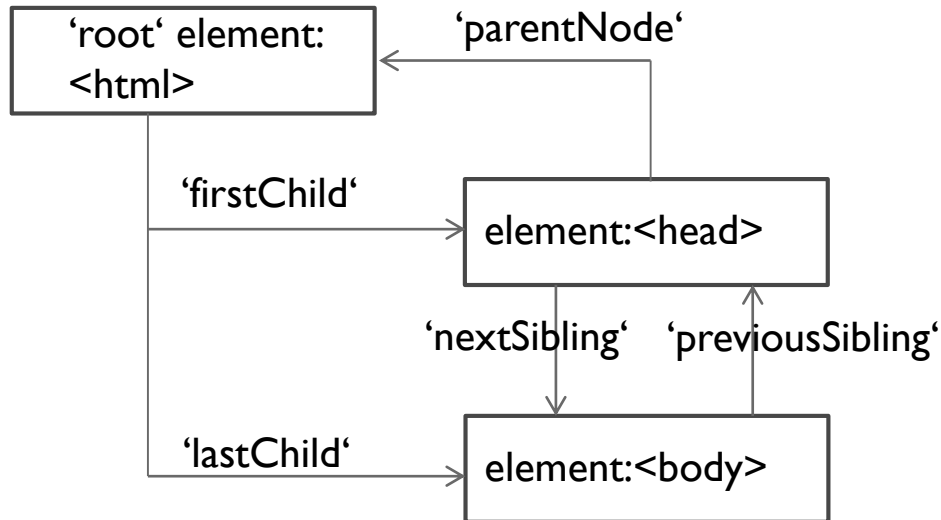 ‘root‘ element:
<html>
‘parentNode‘
‘firstChild‘
element:<head>
‘nextSibling‘
‘previousSibling‘
‘lastChild‘
element:<body>